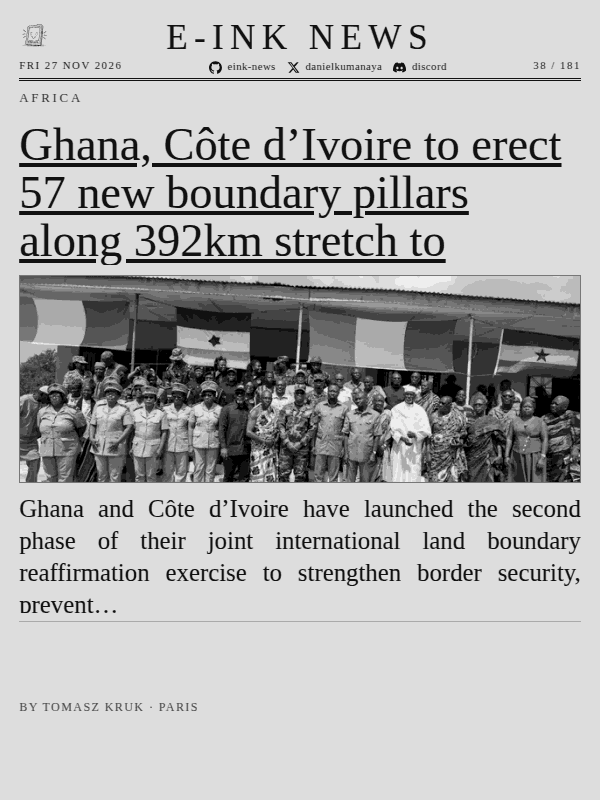 E-INK NEWS
FRI 27 NOV 2026
eink-news danielkumanaya discord
38 / 181
AFRICA
Ghana, Côte d’Ivoire to erect
57 new boundary pillars
along 392km stretch to
Ghana and Côte d’Ivoire have launched the second
phase of their joint international land boundary
reaffirmation exercise to strengthen border security,
prevent…
BY TOMASZ KRUK · PARIS